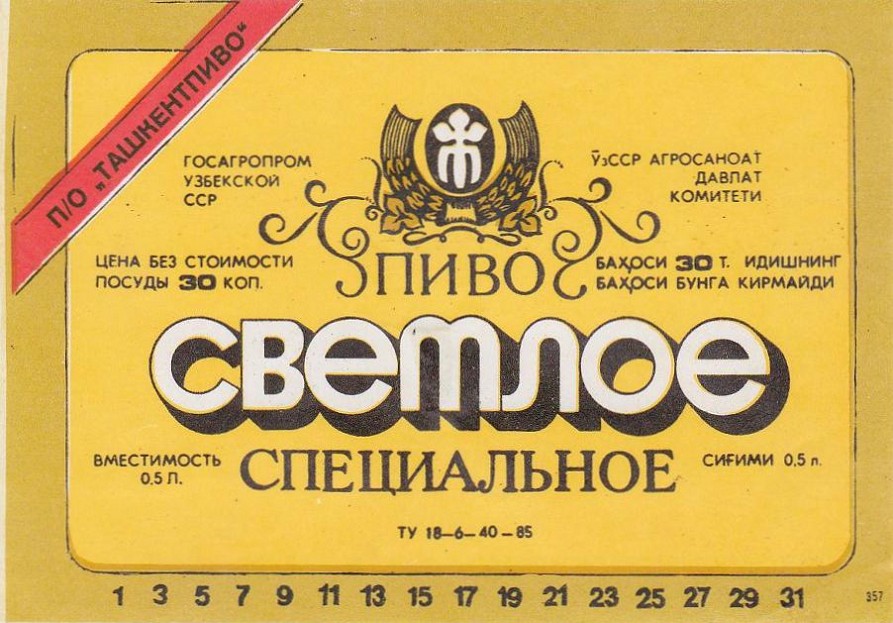 П/О „ТАШКЕНТПИВО“
ГОСАГРОПРОМ
УЗБЕКСКОЙ
ССР
ЎзССР АГРОСАНОАТ
ДАВЛАТ
КОМИТЕТИ
ЦЕНА БЕЗ СТОИМОСТИ
ПОСУДЫ 30 КОП.
ПИВО
БАҲОСИ 30 Т. ИДИШНИНГ
БАҲОСИ БУНГА КИРМАЙДИ
СВЕТЛОЕ
ВМЕСТИМОСТЬ
0.5 Л.
СПЕЦИАЛЬНОЕ
СИҒИМИ 0,5 л.
ТУ 18—6—40—85
1 3 5 7 9 11 13 15 17 19 21 23 25 27 29 31
357